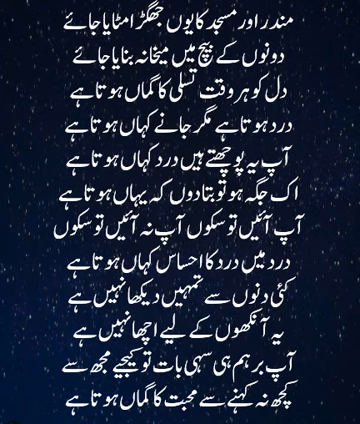 مندر اور مسجد کا یوں جھگڑا مٹایا جائے
دونوں کے بیچ میں میخانہ بنایا جائے
دل کو ہر وقت تسلی کا گماں ہوتا ہے
درد ہوتا ہے مگر جانے کہاں ہوتا ہے
آپ یہ پوچھتے ہیں درد کہاں ہوتا ہے
اک جگہ ہو تو بتا دوں کہ یہاں ہوتا ہے
آپ آئیں تو سکوں آپ نہ آئیں تو سکوں
درد میں درد کا احساس کہاں ہوتا ہے
کئی دنوں سے تمہیں دیکھا نہیں ہے
یہ آنکھوں کے لیے اچھا نہیں ہے
آپ برہم ہی سہی بات تو کیجیے مجھ سے
کچھ نہ کہنے سے محبت کا گماں ہوتا ہے